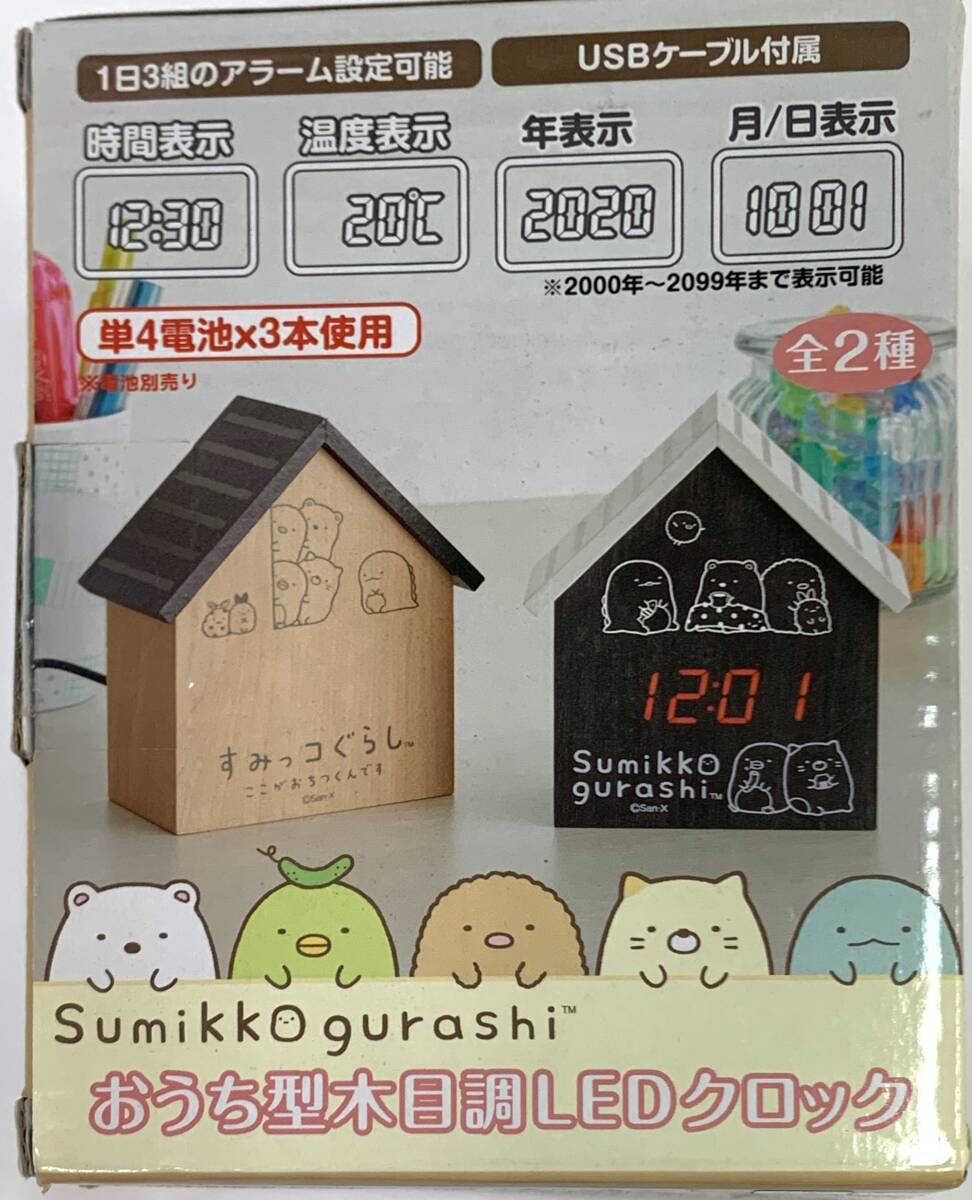 1日3組のアラーム設定可能
USBケーブル付属
時間表示
温度表示
年表示
月/日表示
12:30
20℃
2020
10 01
※2000年～2099年まで表示可能
単4電池x3本使用
※電池別売り
全2種
すみっコぐらし™
ここがおちつくんです
©San-X
12:01
Sumikko
gurashi™
©San-X
Sumikko gurashi™
おうち型木目調LEDクロック